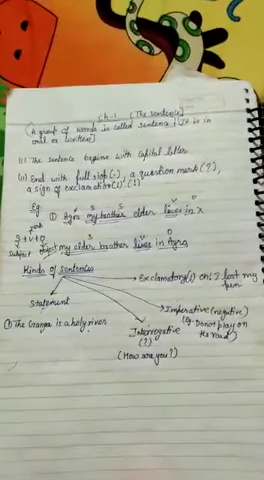 Ch-1 (The Sentence)
(A group of words is called sentence). It is in
oral or written)
(i) The sentence begins with capital letter
(ii) End with full stop(.), a question mark(?),
a sign of exclamation(!)
Eg:
S S V O
① Agra my brother elder lives in x
S+V+O
S V O
Subject object my elder brother lives in Agra
Kinds of sentences
Exclamatory(!) Oh! I lost my
pen
Statement
Imperative (negative)
(Eg. Do not play on
the road)
① The Ganga is a holy river
Interrogative
(?)
(How are you?)